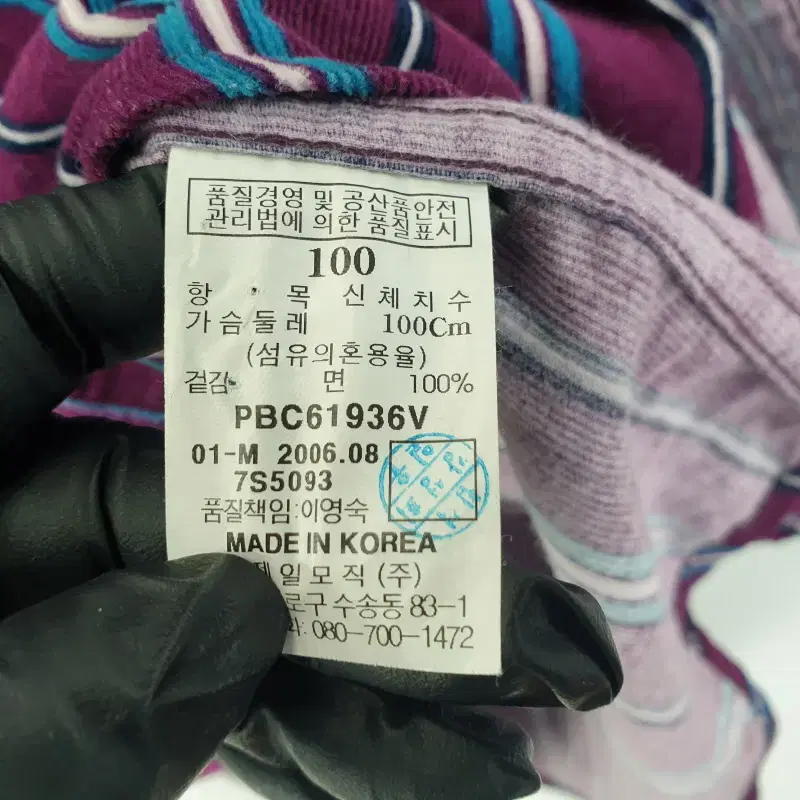 품질경영 및 공산품안전
관리법에 의한 품질표시
100
항 목 신체치수
가슴둘레 100Cm
(섬유의혼용율)
겉감 면 100%
PBC61936V
01-M 2006.08
7S5093
품질책임:이영숙
MADE IN KOREA
제일모직(주)
로구 수송동 83-1
080-700-1472